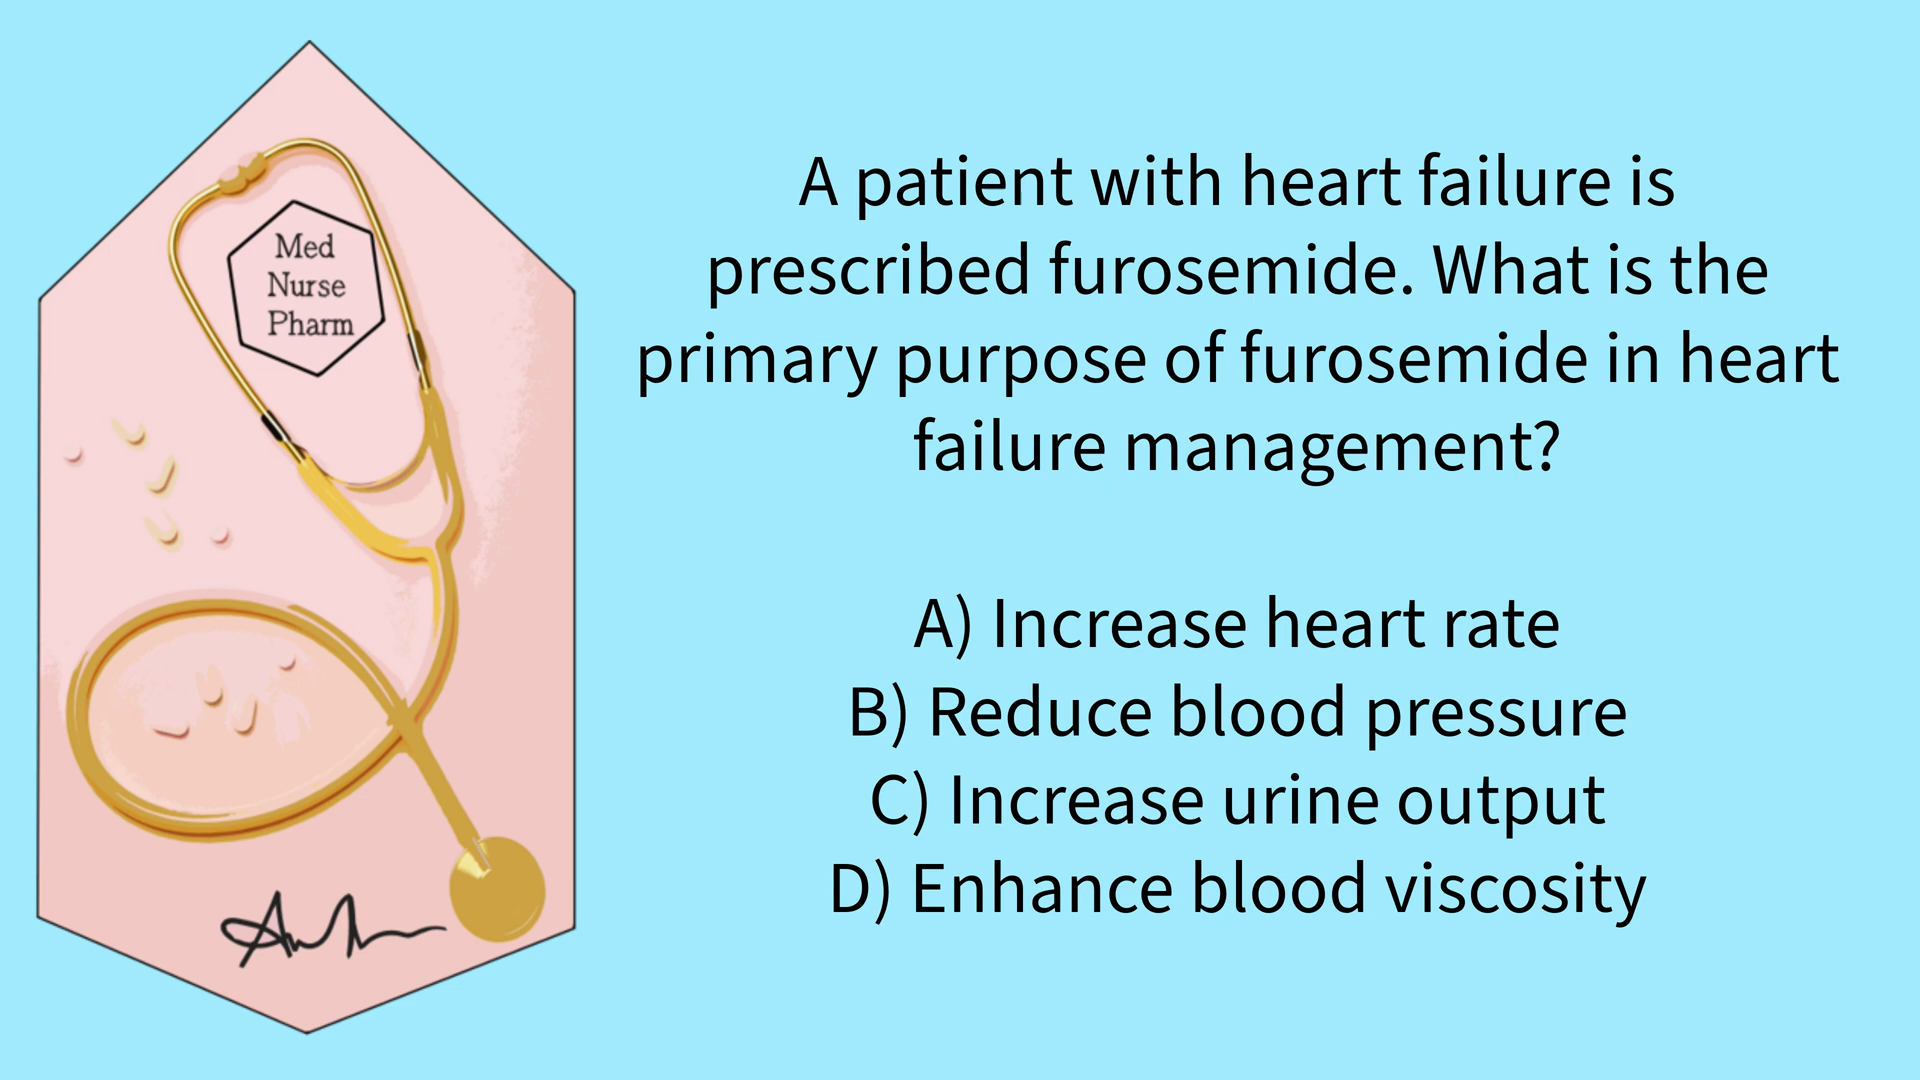 Med
Nurse
Pharm
A patient with heart failure is
prescribed furosemide. What is the
primary purpose of furosemide in heart
failure management?
A) Increase heart rate
B) Reduce blood pressure
C) Increase urine output
D) Enhance blood viscosity